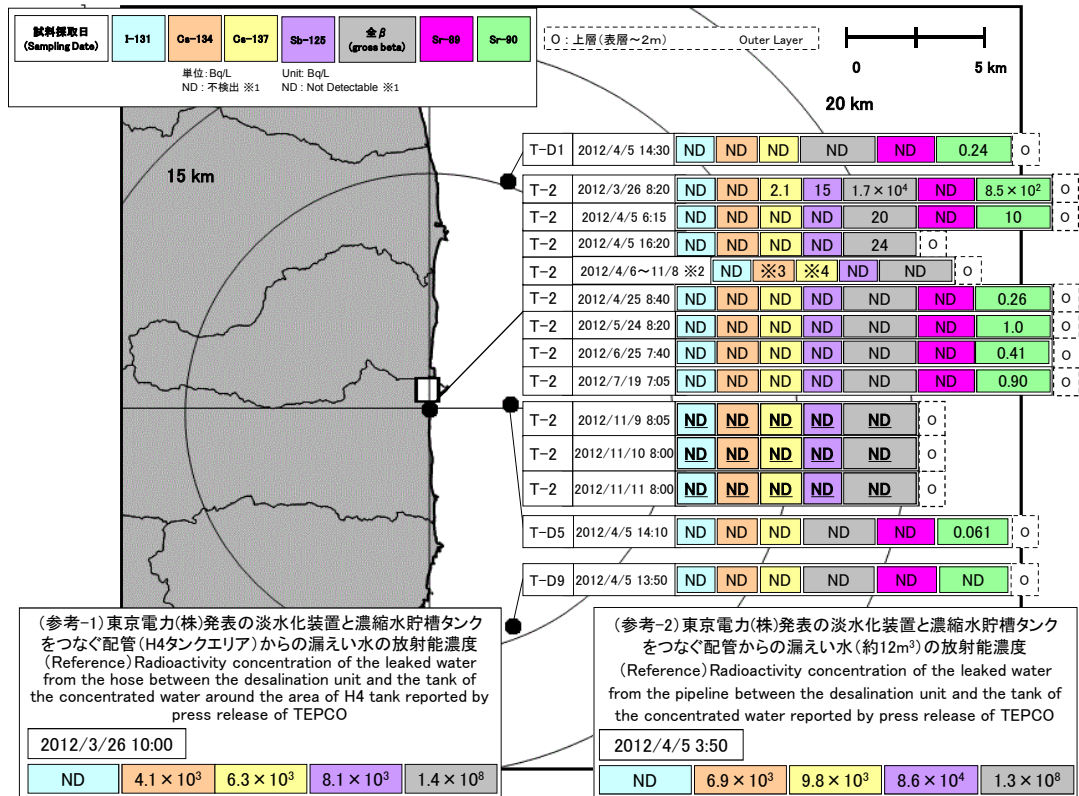 試料採取日
(Sampling Date)
I-131
Cs-134
Cs-137
Sb-125
全β
(gross beta)
Sr-89
Sr-90
単位: Bq/L
Unit: Bq/L
ND : 不検出 ※1
ND : Not Detectable ※1
O : 上層(表層~2m)
Outer Layer
0
5 km
20 km
15 km
T-D1 2012/4/5 14:30 ND ND ND ND ND 0.24 O
T-2 2012/3/26 8:20 ND ND 2.1 15 1.7×10⁴ ND 8.5×10² O
T-2 2012/4/5 6:15 ND ND ND ND 20 ND 10 O
T-2 2012/4/5 16:20 ND ND ND ND 24 O
T-2 2012/4/6~11/8 ※2 ND ※3 ※4 ND ND O
T-2 2012/4/25 8:40 ND ND ND ND ND ND 0.26 O
T-2 2012/5/24 8:20 ND ND ND ND ND ND 1.0 O
T-2 2012/6/25 7:40 ND ND ND ND ND ND 0.41 O
T-2 2012/7/19 7:05 ND ND ND ND ND ND 0.90 O
T-2 2012/11/9 8:05 ND ND ND ND ND O
T-2 2012/11/10 8:00 ND ND ND ND ND O
T-2 2012/11/11 8:00 ND ND ND ND ND O
T-D5 2012/4/5 14:10 ND ND ND ND ND 0.061 O
T-D9 2012/4/5 13:50 ND ND ND ND ND ND O
(参考-1)東京電力(株)発表の淡水化装置と濃縮水貯槽タンク
をつなぐ配管(H4タンクエリア)からの漏えい水の放射能濃度
(Reference)Radioactivity concentration of the leaked water
from the hose between the desalination unit and the tank of
the concentrated water around the area of H4 tank reported by
press release of TEPCO
2012/3/26 10:00
ND 4.1×10³ 6.3×10³ 8.1×10³ 1.4×10⁸
(参考-2)東京電力(株)発表の淡水化装置と濃縮水貯槽タンク
をつなぐ配管からの漏えい水(約12m³)の放射能濃度
(Reference)Radioactivity concentration of the leaked water
from the pipeline between the desalination unit and the tank of
the concentrated water reported by press release of TEPCO
2012/4/5 3:50
ND 6.9×10³ 9.8×10³ 8.6×10⁴ 1.3×10⁸